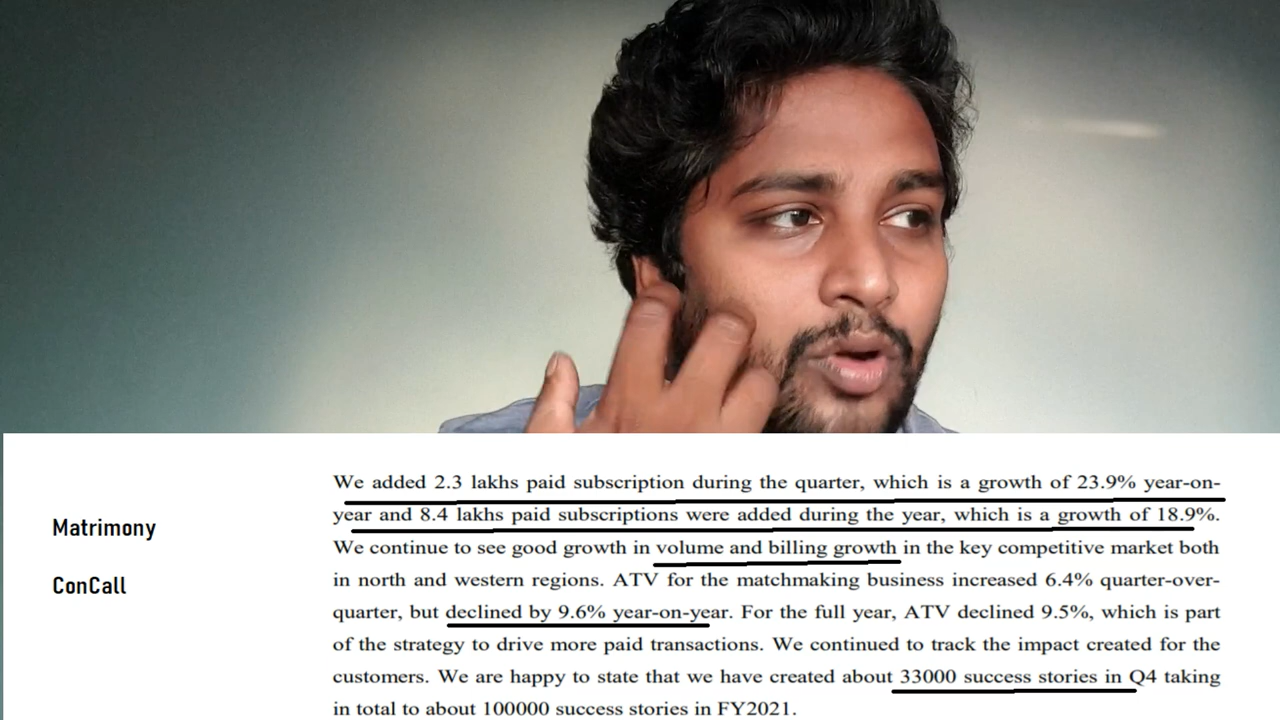 We added 2.3 lakhs paid subscription during the quarter, which is a growth of 23.9% year-on-
year and 8.4 lakhs paid subscriptions were added during the year, which is a growth of 18.9%.
Matrimony
We continue to see good growth in volume and billing growth in the key competitive market both
ConCall
in north and western regions. ATV for the matchmaking business increased 6.4% quarter-over-
quarter, but declined by 9.6% year-on-year. For the full year, ATV declined 9.5%, which is part
of the strategy to drive more paid transactions. We continued to track the impact created for the
customers. We are happy to state that we have created about 33000 success stories in Q4 taking
in total to about 100000 success stories in FY2021.